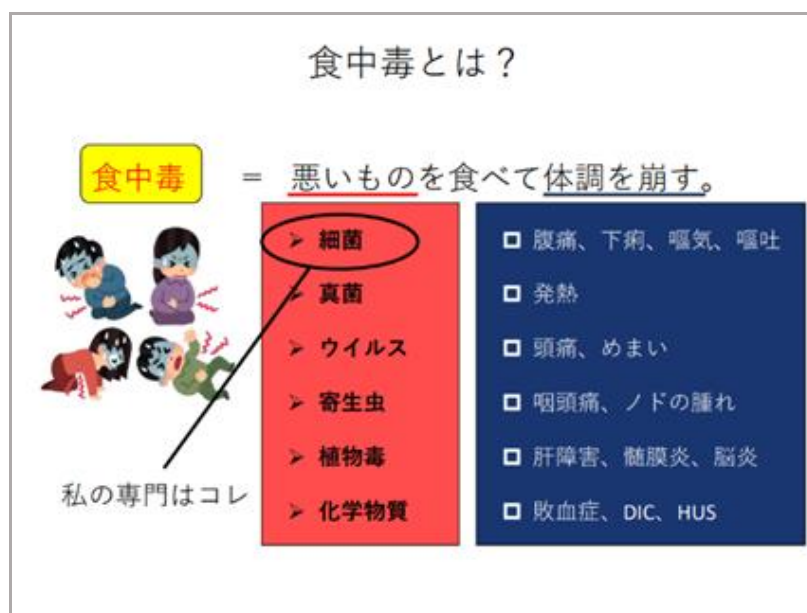 食中毒とは？
食中毒 = 悪いものを食べて体調を崩す。
➢ 細菌
➢ 真菌
➢ ウイルス
➢ 寄生虫
➢ 植物毒
➢ 化学物質
腹痛、下痢、嘔気、嘔吐
発熱
頭痛、めまい
咽頭痛、ノドの腫れ
肝障害、髄膜炎、脳炎
敗血症、DIC、HUS
私の専門はコレ